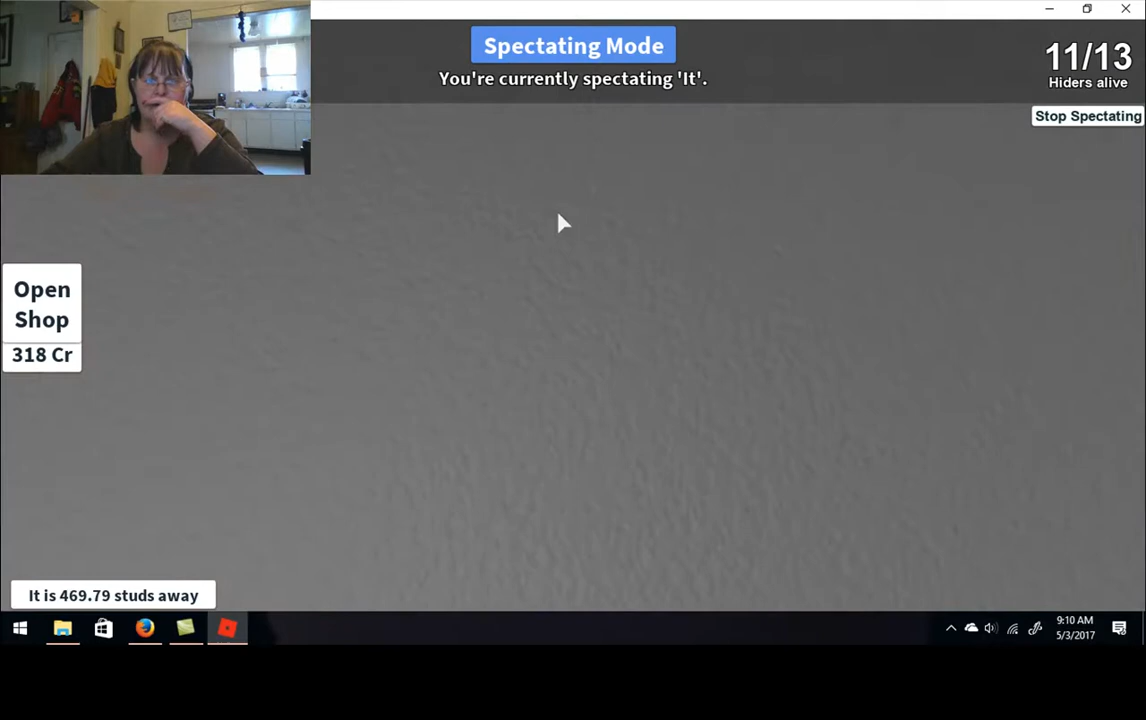 Spectating Mode
You're currently spectating 'It'.
11/13
Hiders alive
Stop Spectating
Open
Shop
318 Cr
It is 469.79 studs away
9:10 AM
5/3/2017